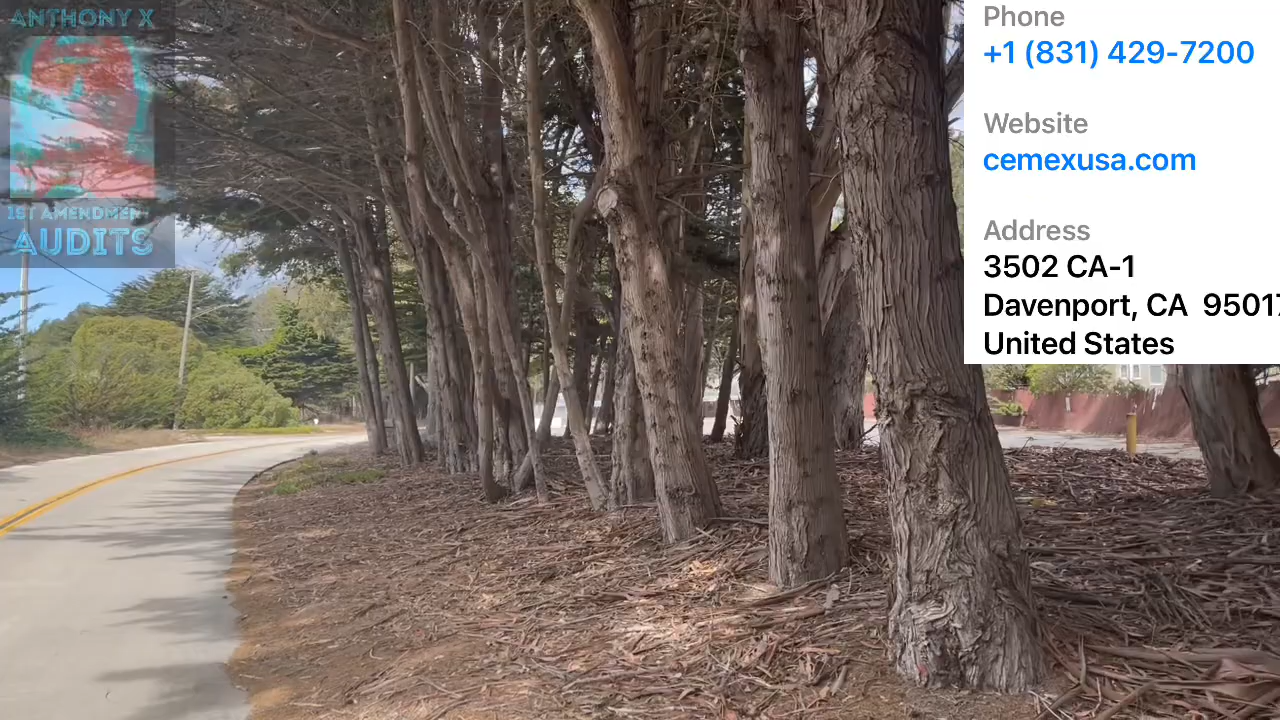 ANTHONY X
1ST AMENDMENT
AUDITS
Phone
+1 (831) 429-7200
Website
cemexusa.com
Address
3502 CA-1
Davenport, CA 95017
United States